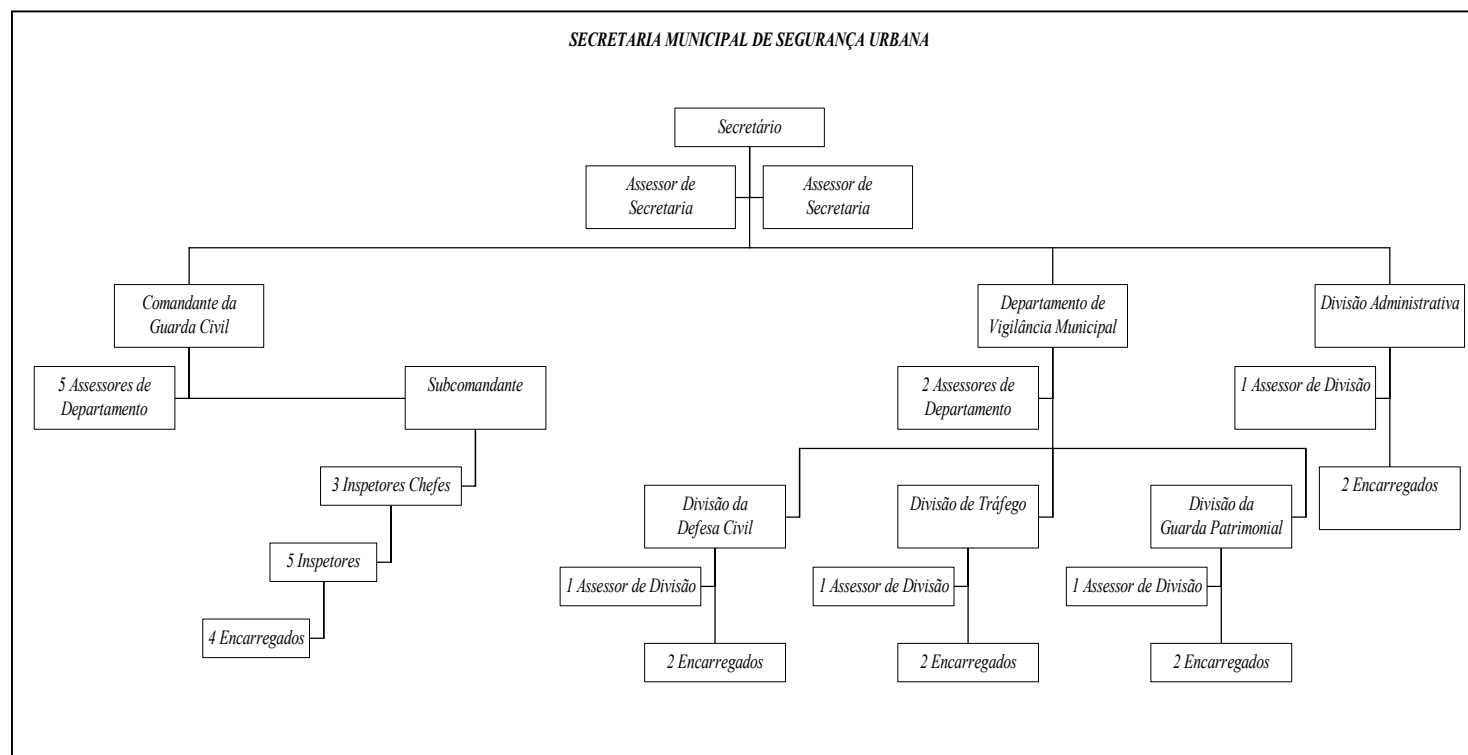 SECRETARIA MUNICIPAL DE SEGURANÇA URBANA
Secretário
Assessor de
Secretaria
Assessor de
Secretaria
Comandante da
Guarda Civil
Departamento de
Vigilância Municipal
Divisão Administrativa
5 Assessores de
Departamento
Subcomandante
2 Assessores de
Departamento
1 Assessor de Divisão
3 Inspetores Chefes
2 Encarregados
Divisão da
Defesa Civil
Divisão de Tráfego
Divisão da
Guarda Patrimonial
5 Inspetores
1 Assessor de Divisão
1 Assessor de Divisão
1 Assessor de Divisão
4 Encarregados
2 Encarregados
2 Encarregados
2 Encarregados